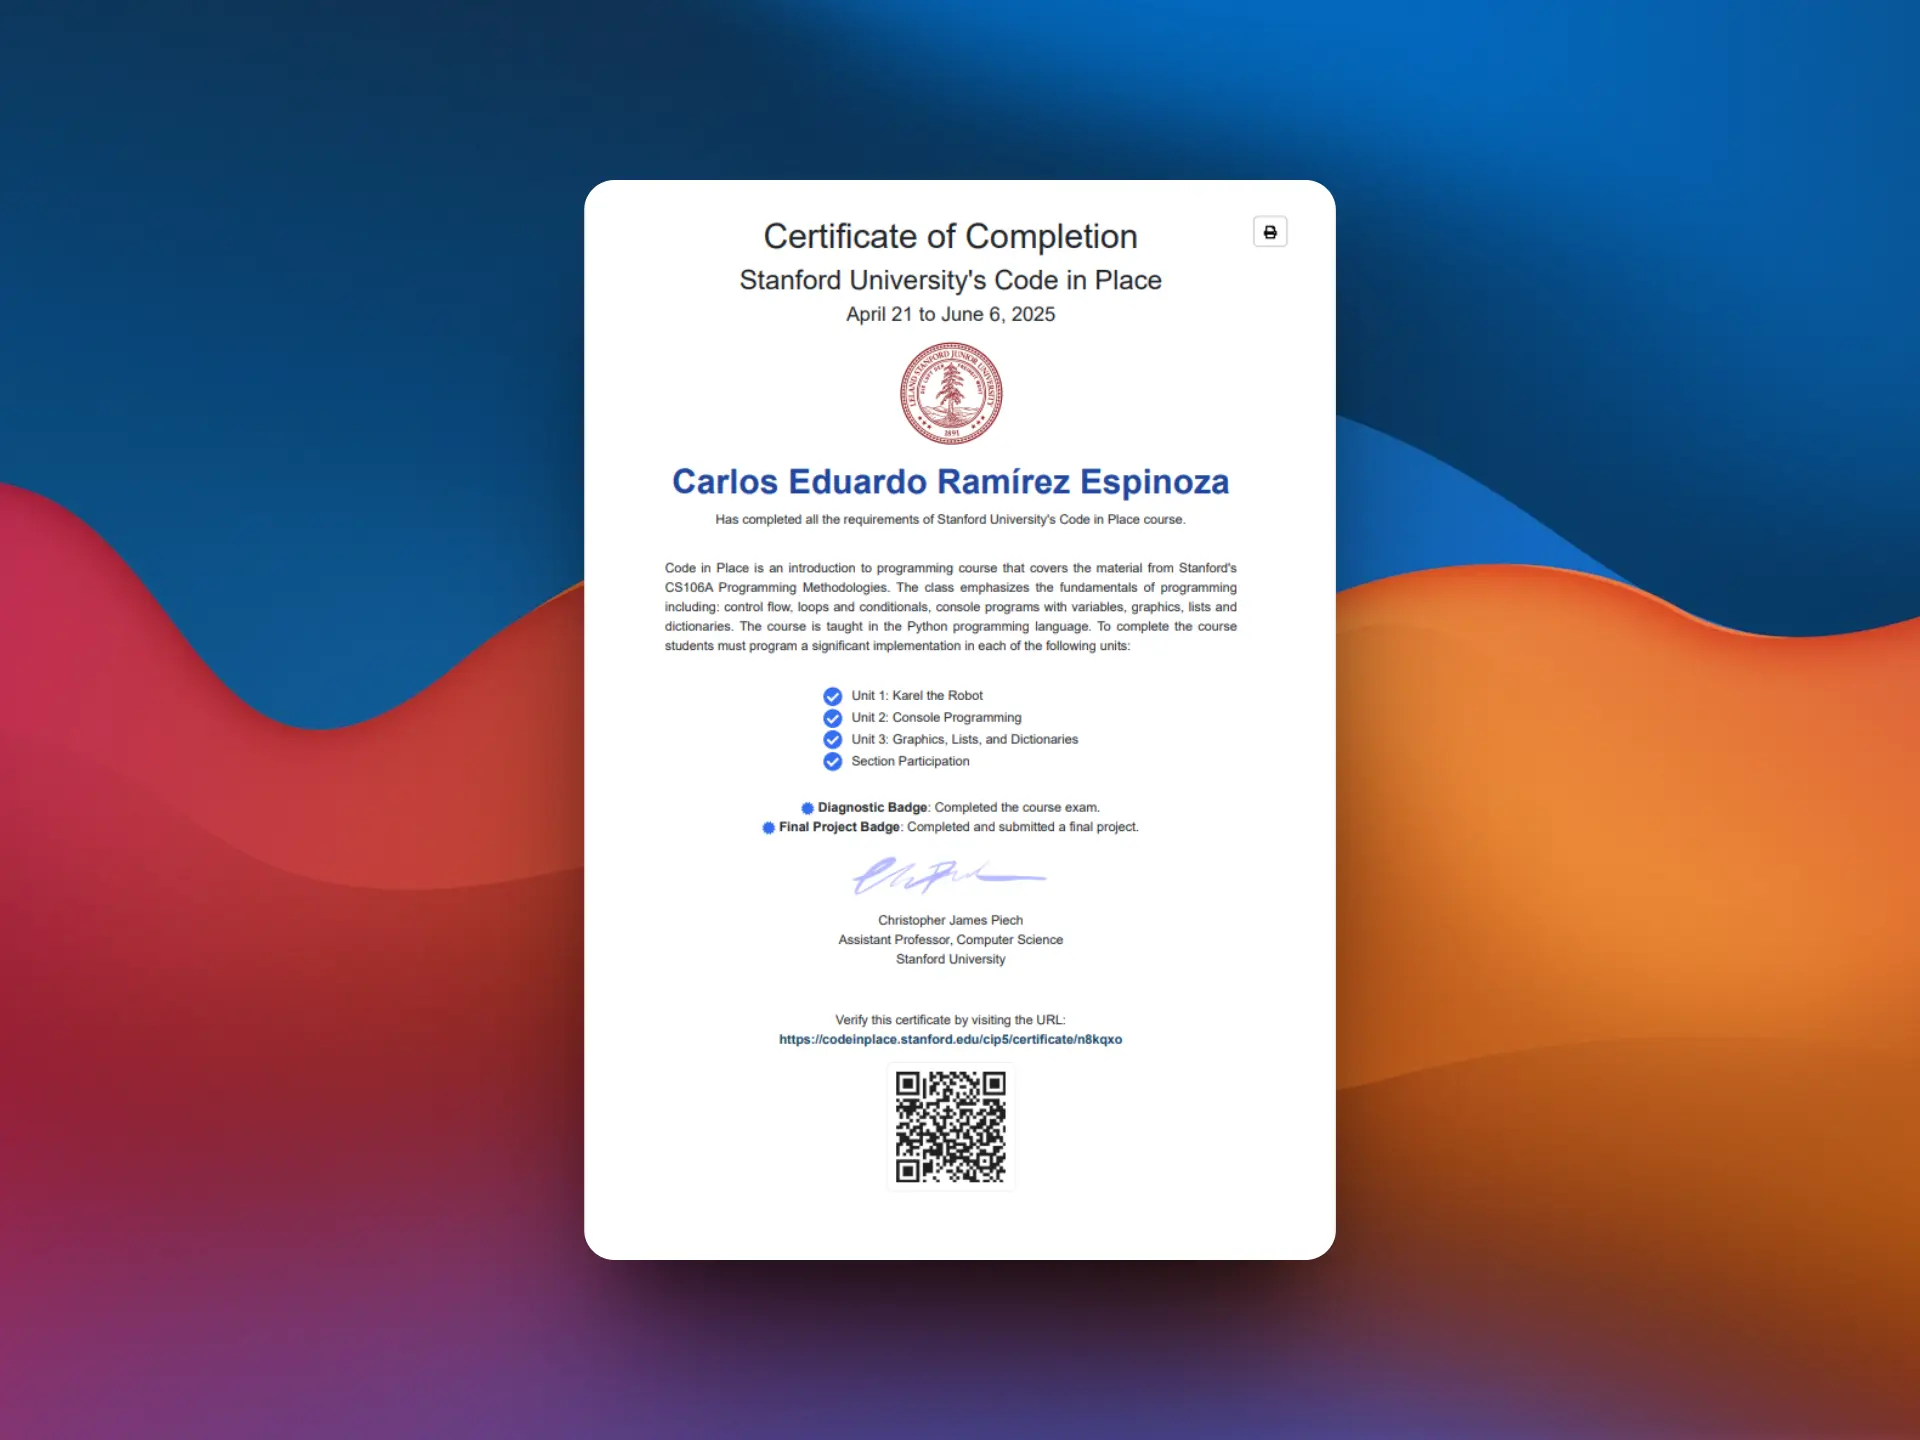 Certificate of Completion
Stanford University's Code in Place
April 21 to June 6, 2025
LELAND STANFORD JUNIOR UNIVERSITY
DIE LUFT DER FREIHEIT WEHT
1891
Carlos Eduardo Ramírez Espinoza
Has completed all the requirements of Stanford University's Code in Place course.
Code in Place is an introduction to programming course that covers the material from Stanford's
CS106A Programming Methodologies. The class emphasizes the fundamentals of programming
including: control flow, loops and conditionals, console programs with variables, graphics, lists and
dictionaries. The course is taught in the Python programming language. To complete the course
students must program a significant implementation in each of the following units:
Unit 1: Karel the Robot
Unit 2: Console Programming
Unit 3: Graphics, Lists, and Dictionaries
Section Participation
Diagnostic Badge: Completed the course exam.
Final Project Badge: Completed and submitted a final project.
Christopher James Piech
Assistant Professor, Computer Science
Stanford University
Verify this certificate by visiting the URL:
https://codeinplace.stanford.edu/cip5/certificate/n8kqxo